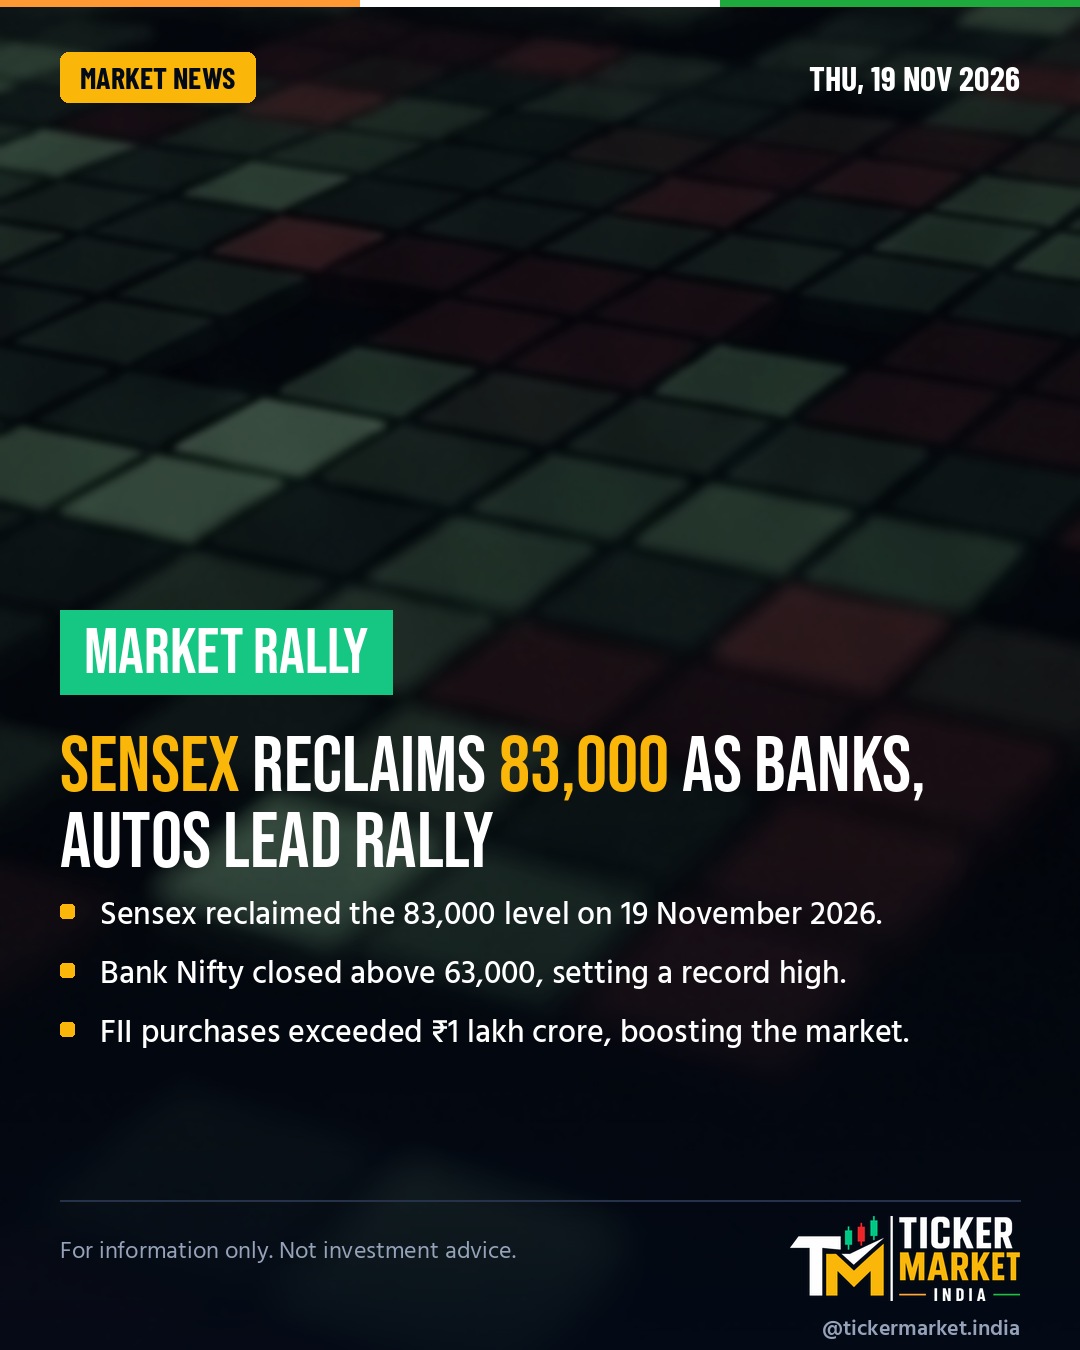 MARKET NEWS
THU, 19 NOV 2026
MARKET RALLY
SENSEX RECLAIMS 83,000 AS BANKS,
AUTOS LEAD RALLY
Sensex reclaimed the 83,000 level on 19 November 2026.
Bank Nifty closed above 63,000, setting a record high.
FII purchases exceeded ₹1 lakh crore, boosting the market.
For information only. Not investment advice.
TM
TICKER
MARKET
INDIA
@tickermarket.india